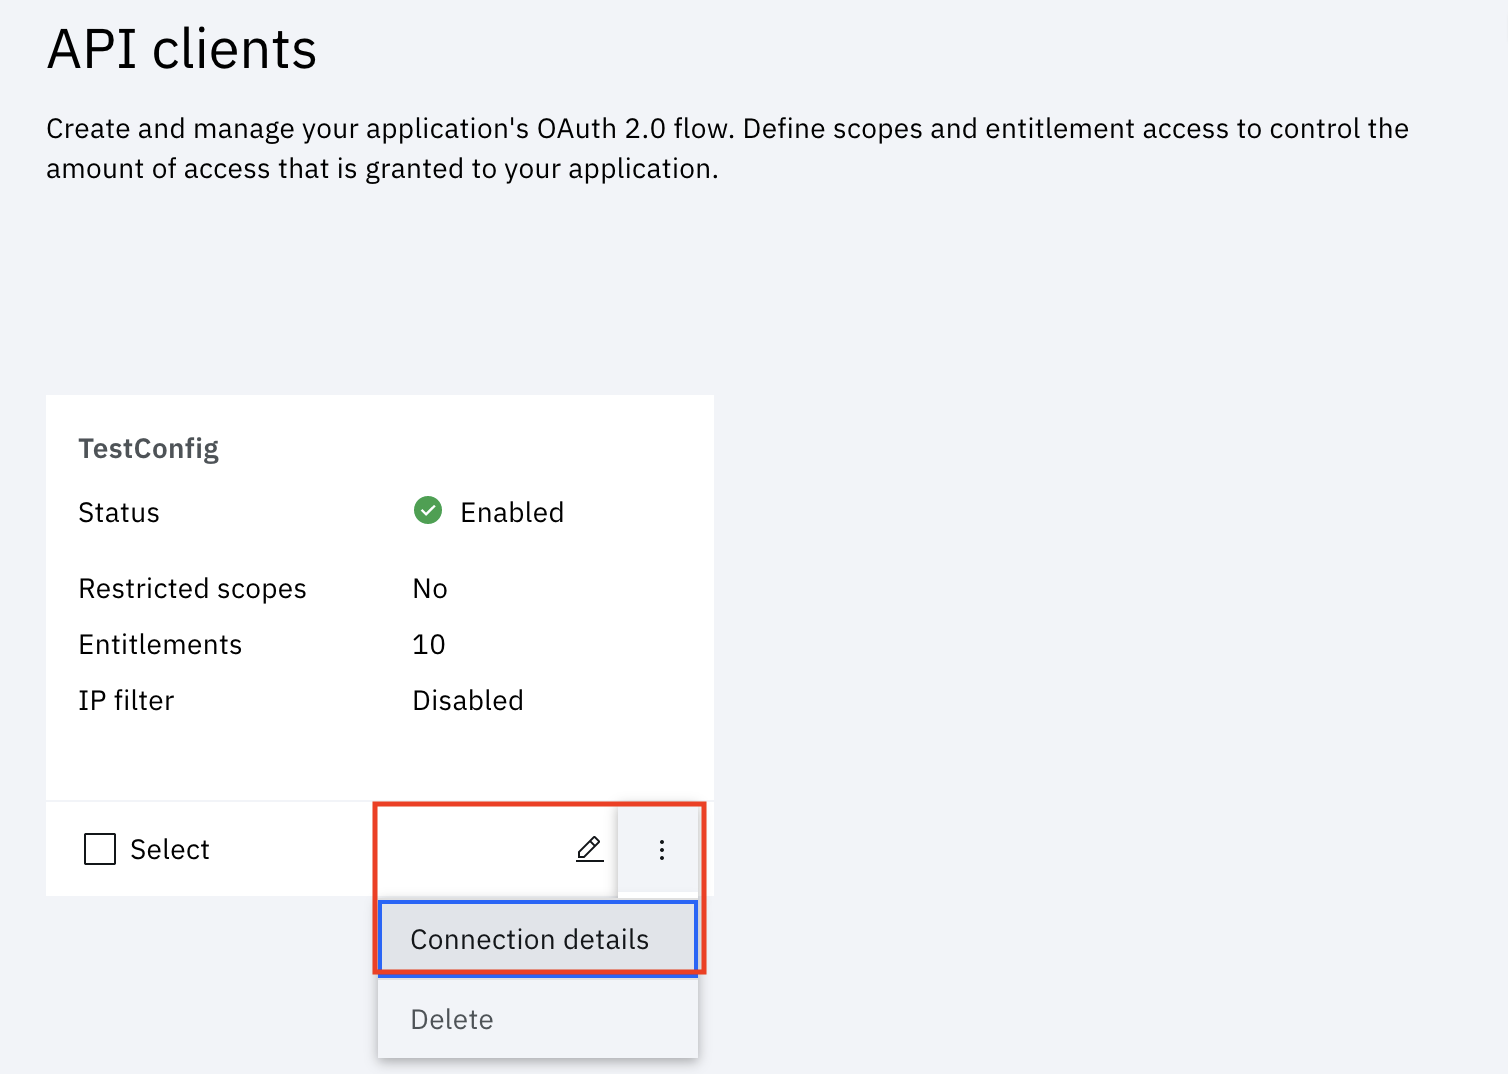 API clients
Create and manage your application's OAuth 2.0 flow. Define scopes and entitlement access to control the
amount of access that is granted to your application.
TestConfig
Status Enabled
Restricted scopes No
Entitlements 10
IP filter Disabled
Select
Connection details
Delete